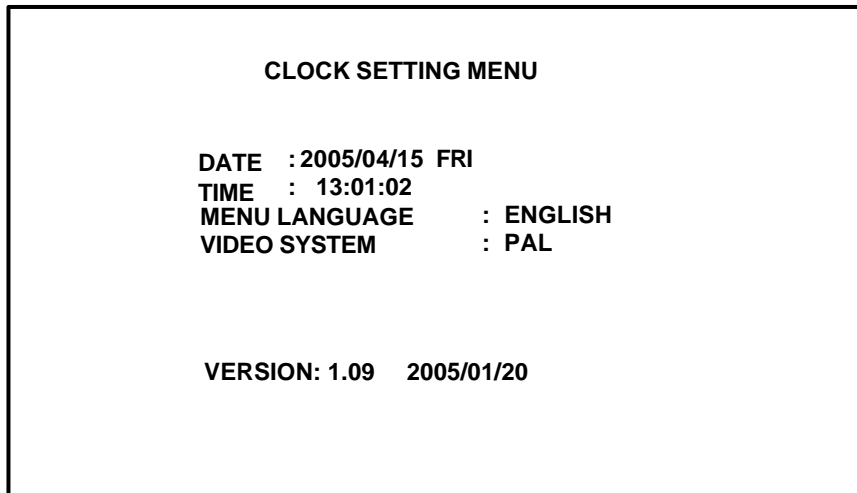 CLOCK SETTING MENU
DATE : 2005/04/15 FRI
TIME : 13:01:02
MENU LANGUAGE : ENGLISH
VIDEO SYSTEM : PAL
VERSION: 1.09 2005/01/20